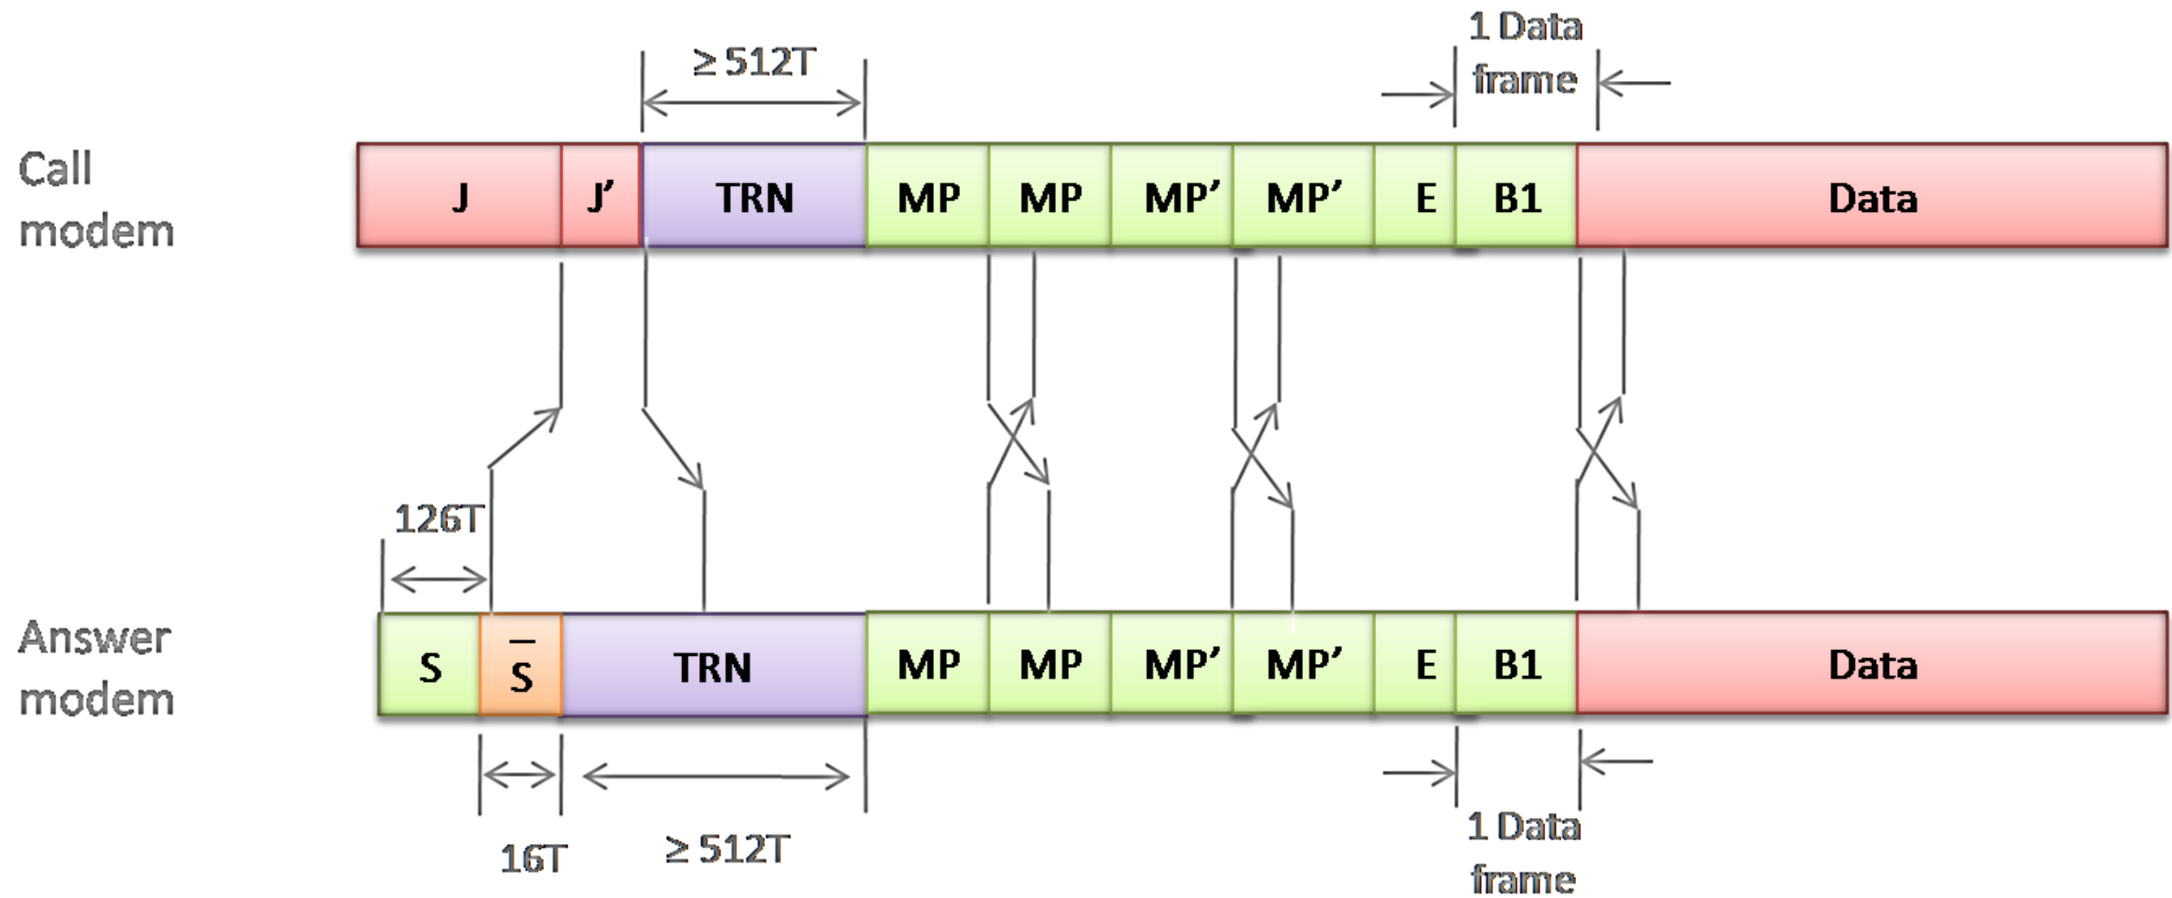 1 Data
frame
≥ 512T
Call
modem
J J’ TRN MP MP MP’ MP’ E B1 Data
126T
Answer
modem
S S̅ TRN MP MP MP’ MP’ E B1 Data
16T
≥ 512T
1 Data
frame